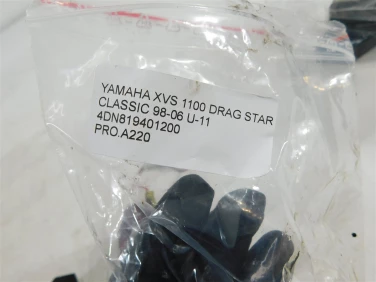 YAMAHA XVS 1100 DRAG STAR
CLASSIC 98-06 U-11
4DN819401200
PRO.A220